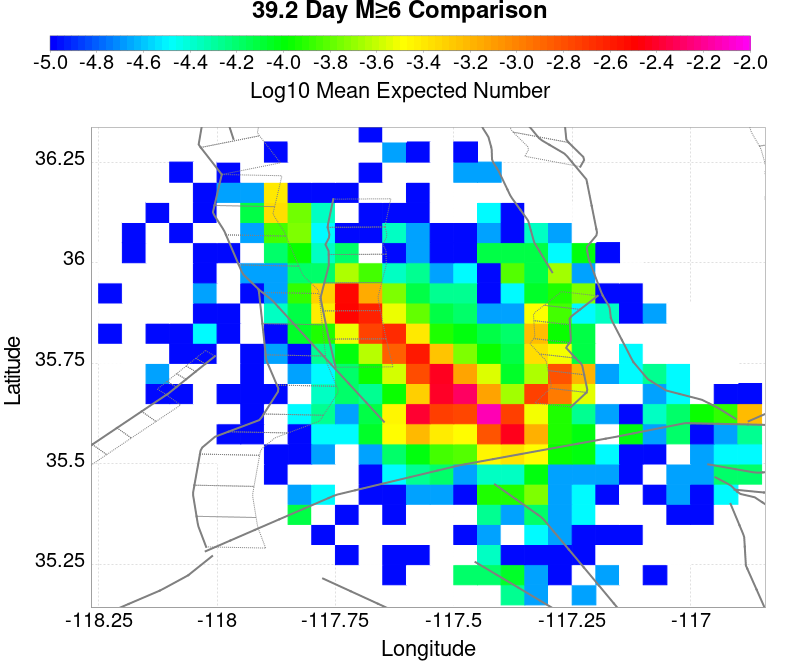 39.2 Day M≥6 Comparison
-5.0 -4.8 -4.6 -4.4 -4.2 -4.0 -3.8 -3.6 -3.4 -3.2 -3.0 -2.8 -2.6 -2.4 -2.2 -2.0
Log10 Mean Expected Number
36.25
36
35.75
35.5
35.25
Latitude
-118.25 -118 -117.75 -117.5 -117.25 -117
Longitude